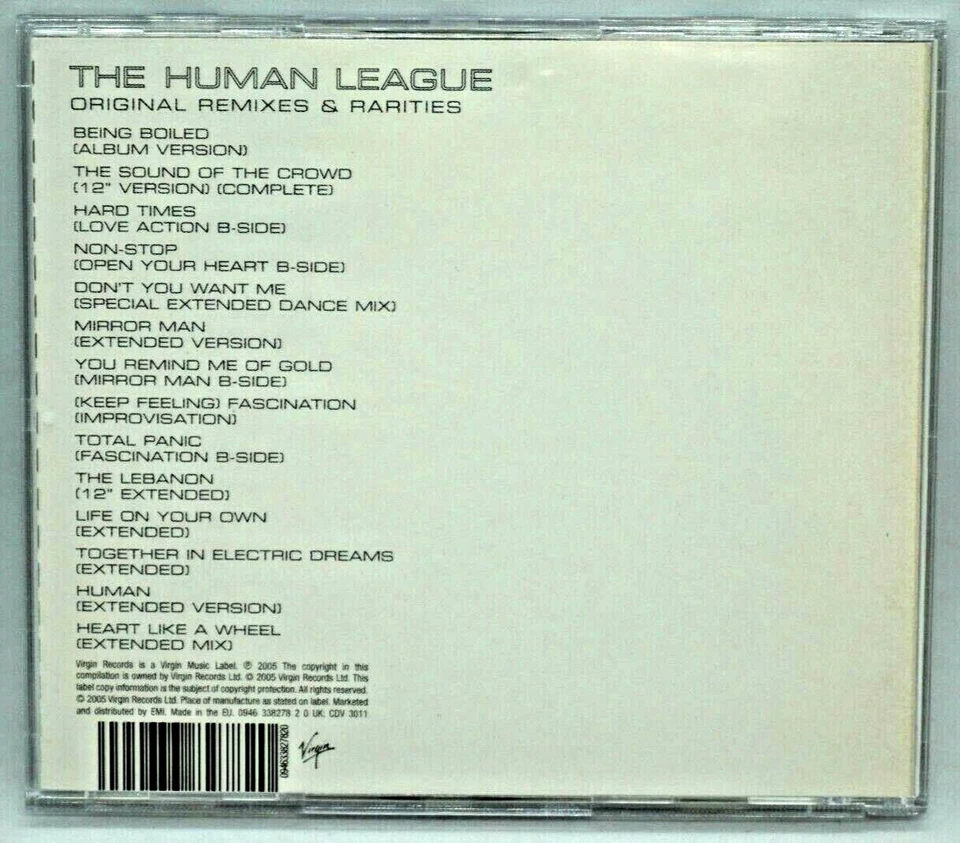 THE HUMAN LEAGUE
ORIGINAL REMIXES & RARITIES
BEING BOILED
(ALBUM VERSION)
THE SOUND OF THE CROWD
(12" VERSION) (COMPLETE)
HARD TIMES
(LOVE ACTION B-SIDE)
NON-STOP
(OPEN YOUR HEART B-SIDE)
DON'T YOU WANT ME
(SPECIAL EXTENDED DANCE MIX)
MIRROR MAN
(EXTENDED VERSION)
YOU REMIND ME OF GOLD
(MIRROR MAN B-SIDE)
(KEEP FEELING) FASCINATION
(IMPROVISATION)
TOTAL PANIC
(FASCINATION B-SIDE)
THE LEBANON
(12" EXTENDED)
LIFE ON YOUR OWN
(EXTENDED)
TOGETHER IN ELECTRIC DREAMS
(EXTENDED)
HUMAN
(EXTENDED VERSION)
HEART LIKE A WHEEL
(EXTENDED MIX)
Virgin Records is a Virgin Music Label. ℗ 2005 The copyright in this
compilation is owned by Virgin Records Ltd. © 2005 Virgin Records Ltd. This
label copy information is the subject of copyright protection. All rights reserved.
© 2005 Virgin Records Ltd. Place of manufacture as stated on label. Marketed
and distributed by EMI. Made in the EU. 0946 338278 2 0 UK: CDV 3011
094633827820
Virgin